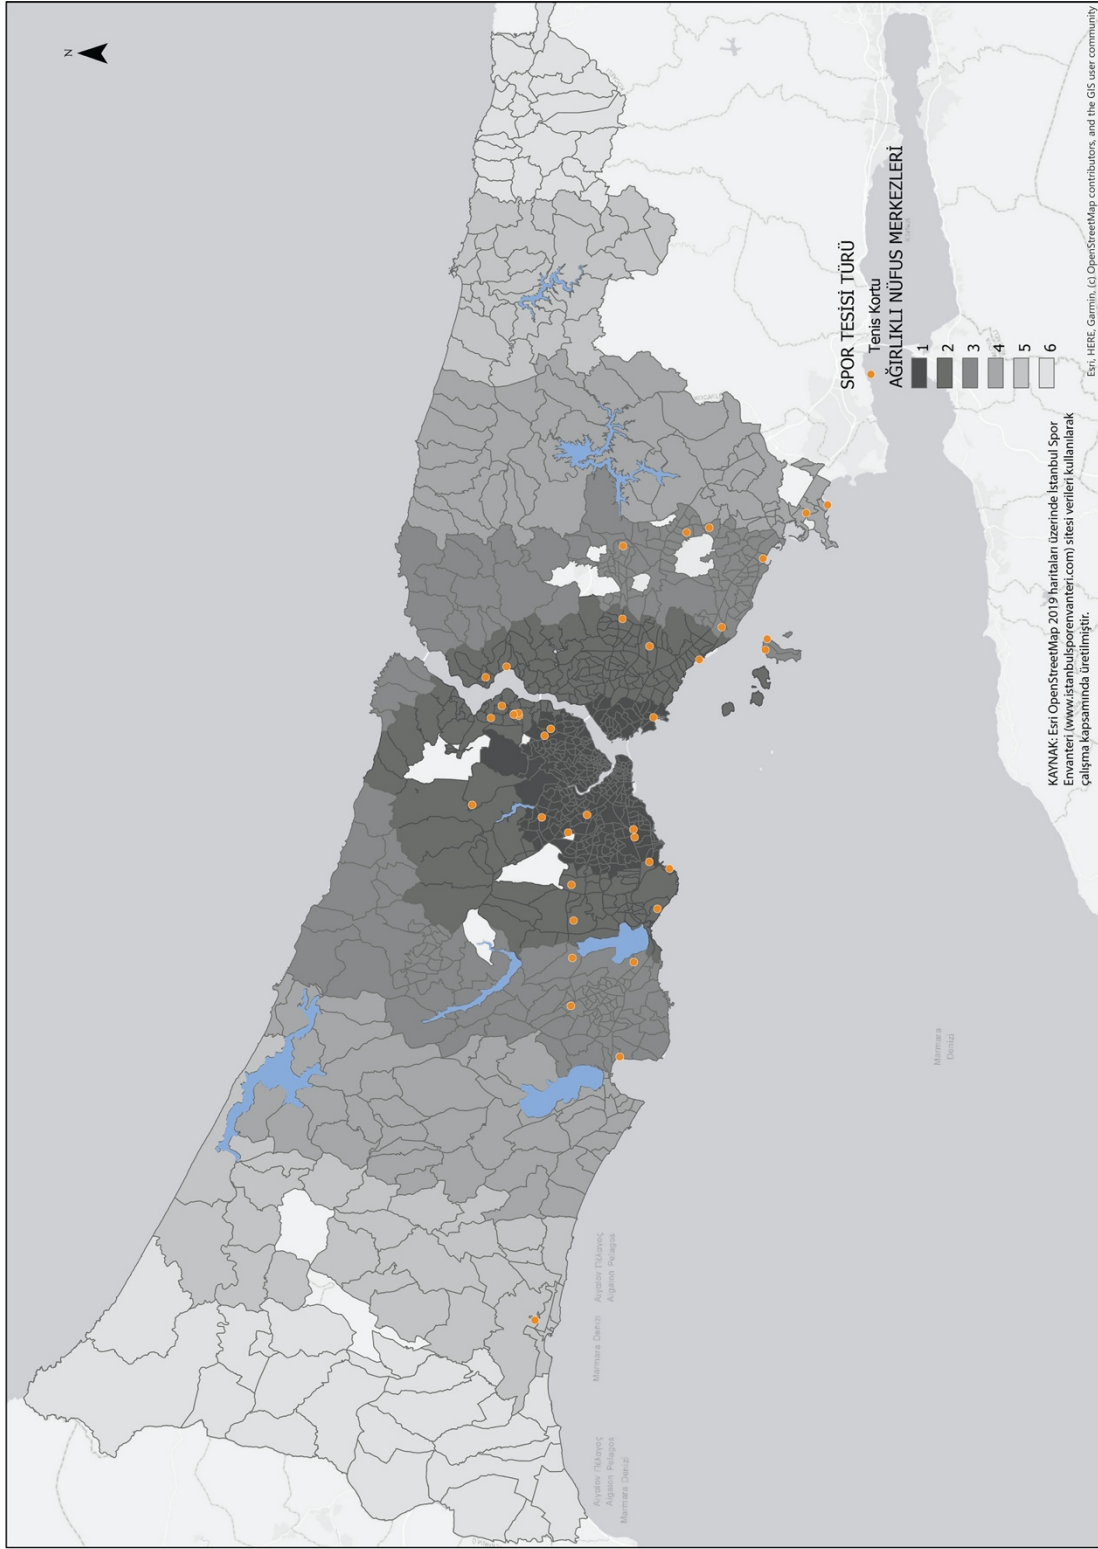 N
SPOR TESİSİ TÜRÜ
Tenis Kortu
AĞIRLIKLI NÜFUS MERKEZLERİ
1
2
3
4
5
6
KAYNAK: Esri OpenStreetMap 2019 haritaları üzerinde İstanbul Spor
Envanteri (www.istanbulsporenvanteri.com) sitesi verileri kullanılarak
çalışma kapsamında üretilmiştir.
Esri, HERE, Garmin, (c) OpenStreetMap contributors, and the GIS user community
Marmara
Denizi
Marmara Denizi
Αιγαίον Πέλαγος
Aigaion Pelagos
Αιγαίον Πέλαγος
Aigaion Pelagos
Marmara Denizi